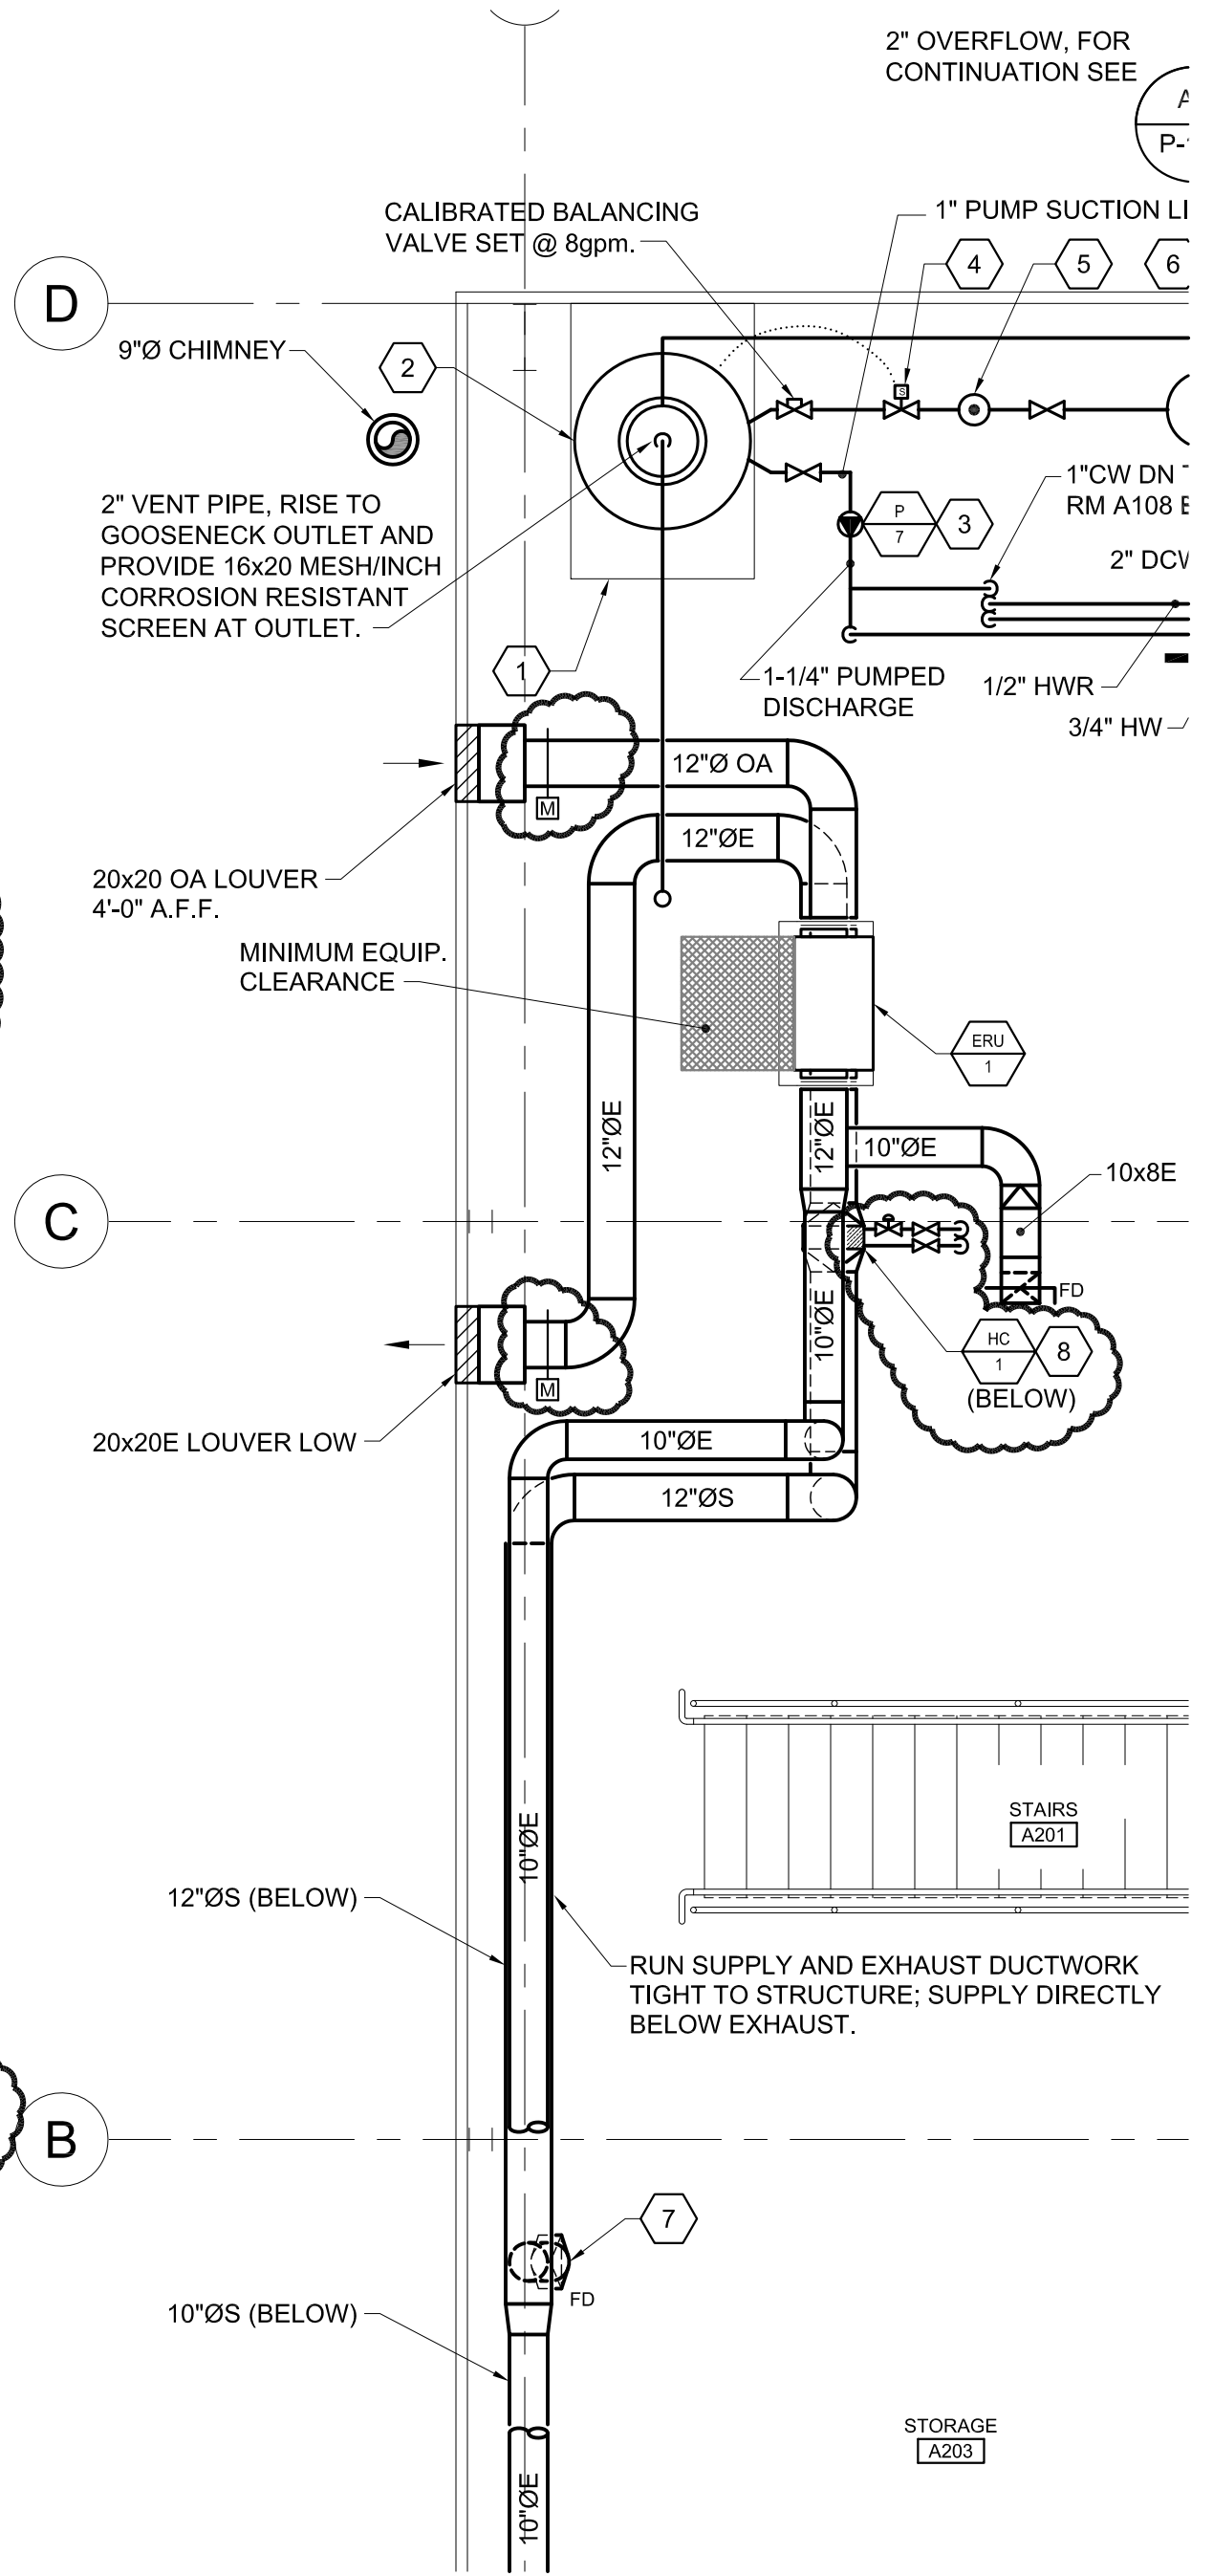 2" OVERFLOW, FOR
CONTINUATION SEE
P-
CALIBRATED BALANCING
VALVE SET @ 8gpm.
1" PUMP SUCTION
4
5
6
D
9"Ø CHIMNEY
2
S
2" VENT PIPE, RISE TO
GOOSENECK OUTLET AND
PROVIDE 16x20 MESH/INCH
CORROSION RESISTANT
SCREEN AT OUTLET.
1"CW DN
RM A108
P
7
3
2" DCW
1
1-1/4" PUMPED
DISCHARGE
1/2" HWR
3/4" HW
12"Ø OA
M
12"ØE
20x20 OA LOUVER
4'-0" A.F.F.
MINIMUM EQUIP.
CLEARANCE
ERU
1
12"ØE
12"ØE
10"ØE
10x8E
C
FD
10"ØE
HC
1
8
(BELOW)
M
20x20E LOUVER LOW
10"ØE
12"ØS
STAIRS
A201
10"ØE
12"ØS (BELOW)
RUN SUPPLY AND EXHAUST DUCTWORK
TIGHT TO STRUCTURE; SUPPLY DIRECTLY
BELOW EXHAUST.
B
7
FD
10"ØS (BELOW)
STORAGE
A203
10"ØE